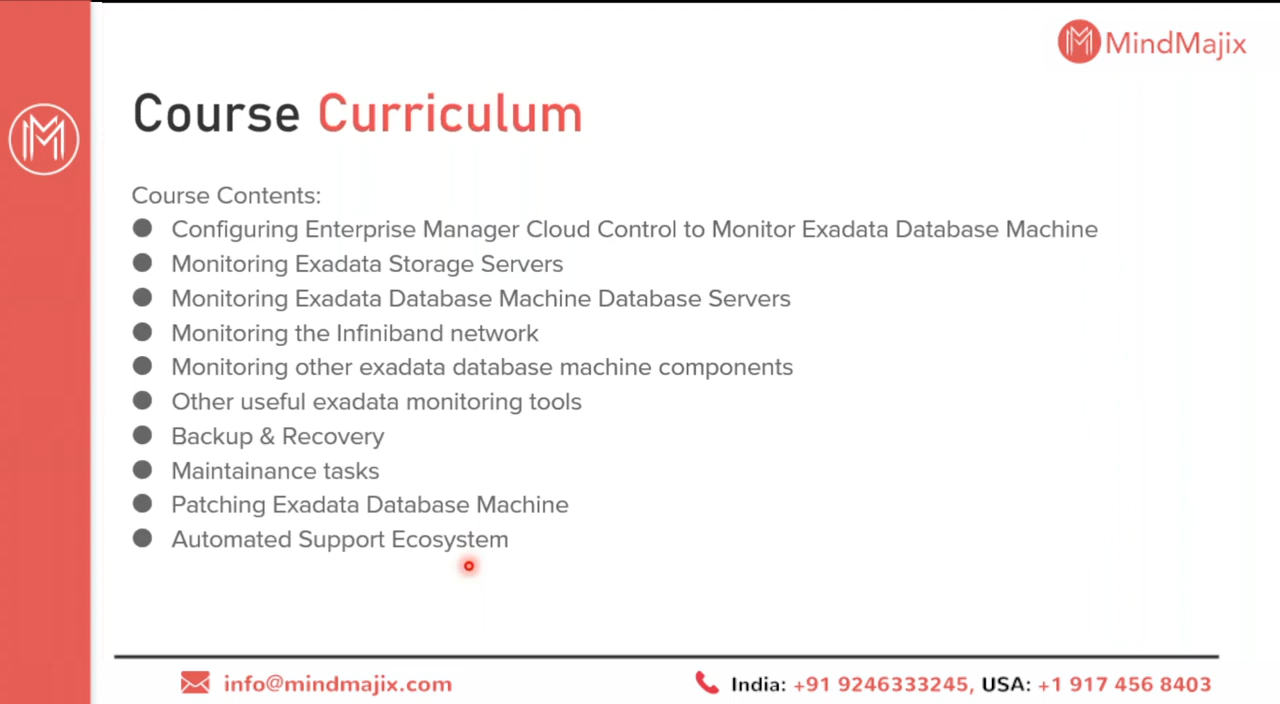 MindMajix
Course Curriculum
Course Contents:
● Configuring Enterprise Manager Cloud Control to Monitor Exadata Database Machine
● Monitoring Exadata Storage Servers
● Monitoring Exadata Database Machine Database Servers
● Monitoring the Infiniband network
● Monitoring other exadata database machine components
● Other useful exadata monitoring tools
● Backup & Recovery
● Maintainance tasks
● Patching Exadata Database Machine
● Automated Support Ecosystem
info@mindmajix.com
India: +91 9246333245, USA: +1 917 456 8403